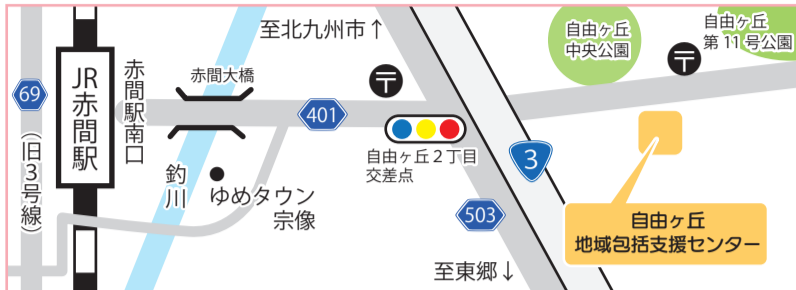 至北九州市↑
自由ヶ丘
中央公園
自由ヶ丘
第11号公園
〒
〒
69
JR赤間駅
赤間駅南口
赤間大橋
401
(旧3号線)
釣川
ゆめタウン
宗像
自由ヶ丘2丁目
交差点
3
503
至東郷↓
自由ヶ丘
地域包括支援センター